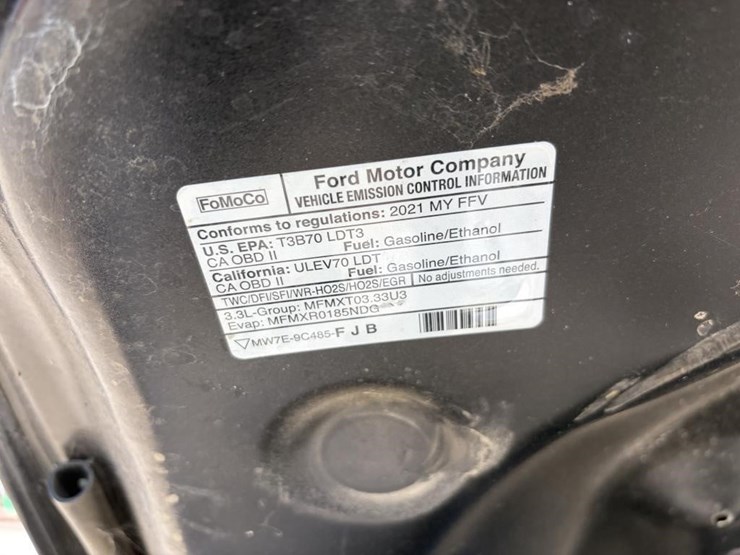 FoMoCo
Ford Motor Company
VEHICLE EMISSION CONTROL INFORMATION
Conforms to regulations: 2021 MY FFV
U.S. EPA: T3B70 LDT3
CA OBD II Fuel: Gasoline/Ethanol
California: ULEV70 LDT
CA OBD II Fuel: Gasoline/Ethanol
TWC/DFI/SFI/WR-HO2S/HO2S/EGR No adjustments needed.
3.3L-Group: MFMXT03.33U3
Evap: MFMXR0185NDG
MW7E-9C485-F J B